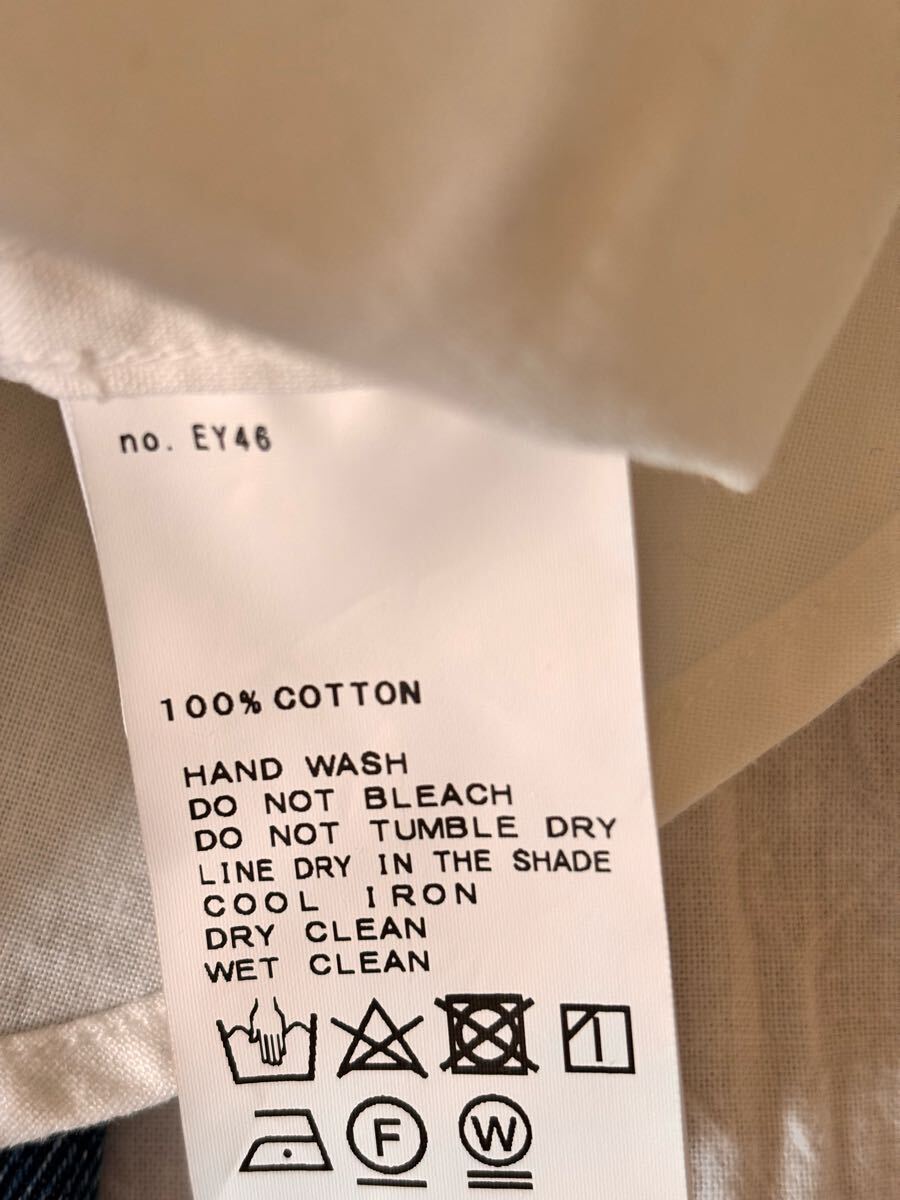 no. EY46
100% COTTON
HAND WASH
DO NOT BLEACH
DO NOT TUMBLE DRY
LINE DRY IN THE SHADE
COOL IRON
DRY CLEAN
WET CLEAN
F W